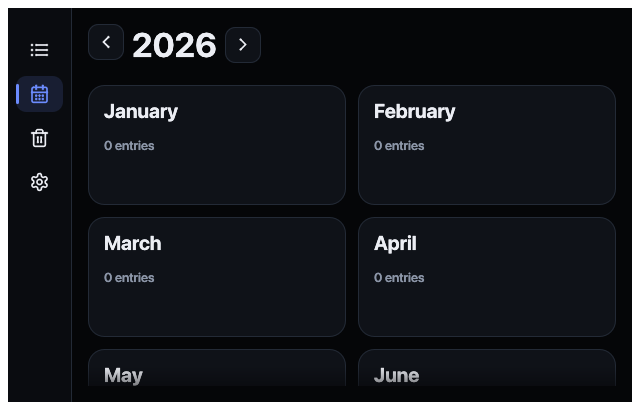 2026
January
February
0 entries
0 entries
March
April
0 entries
0 entries
May
June